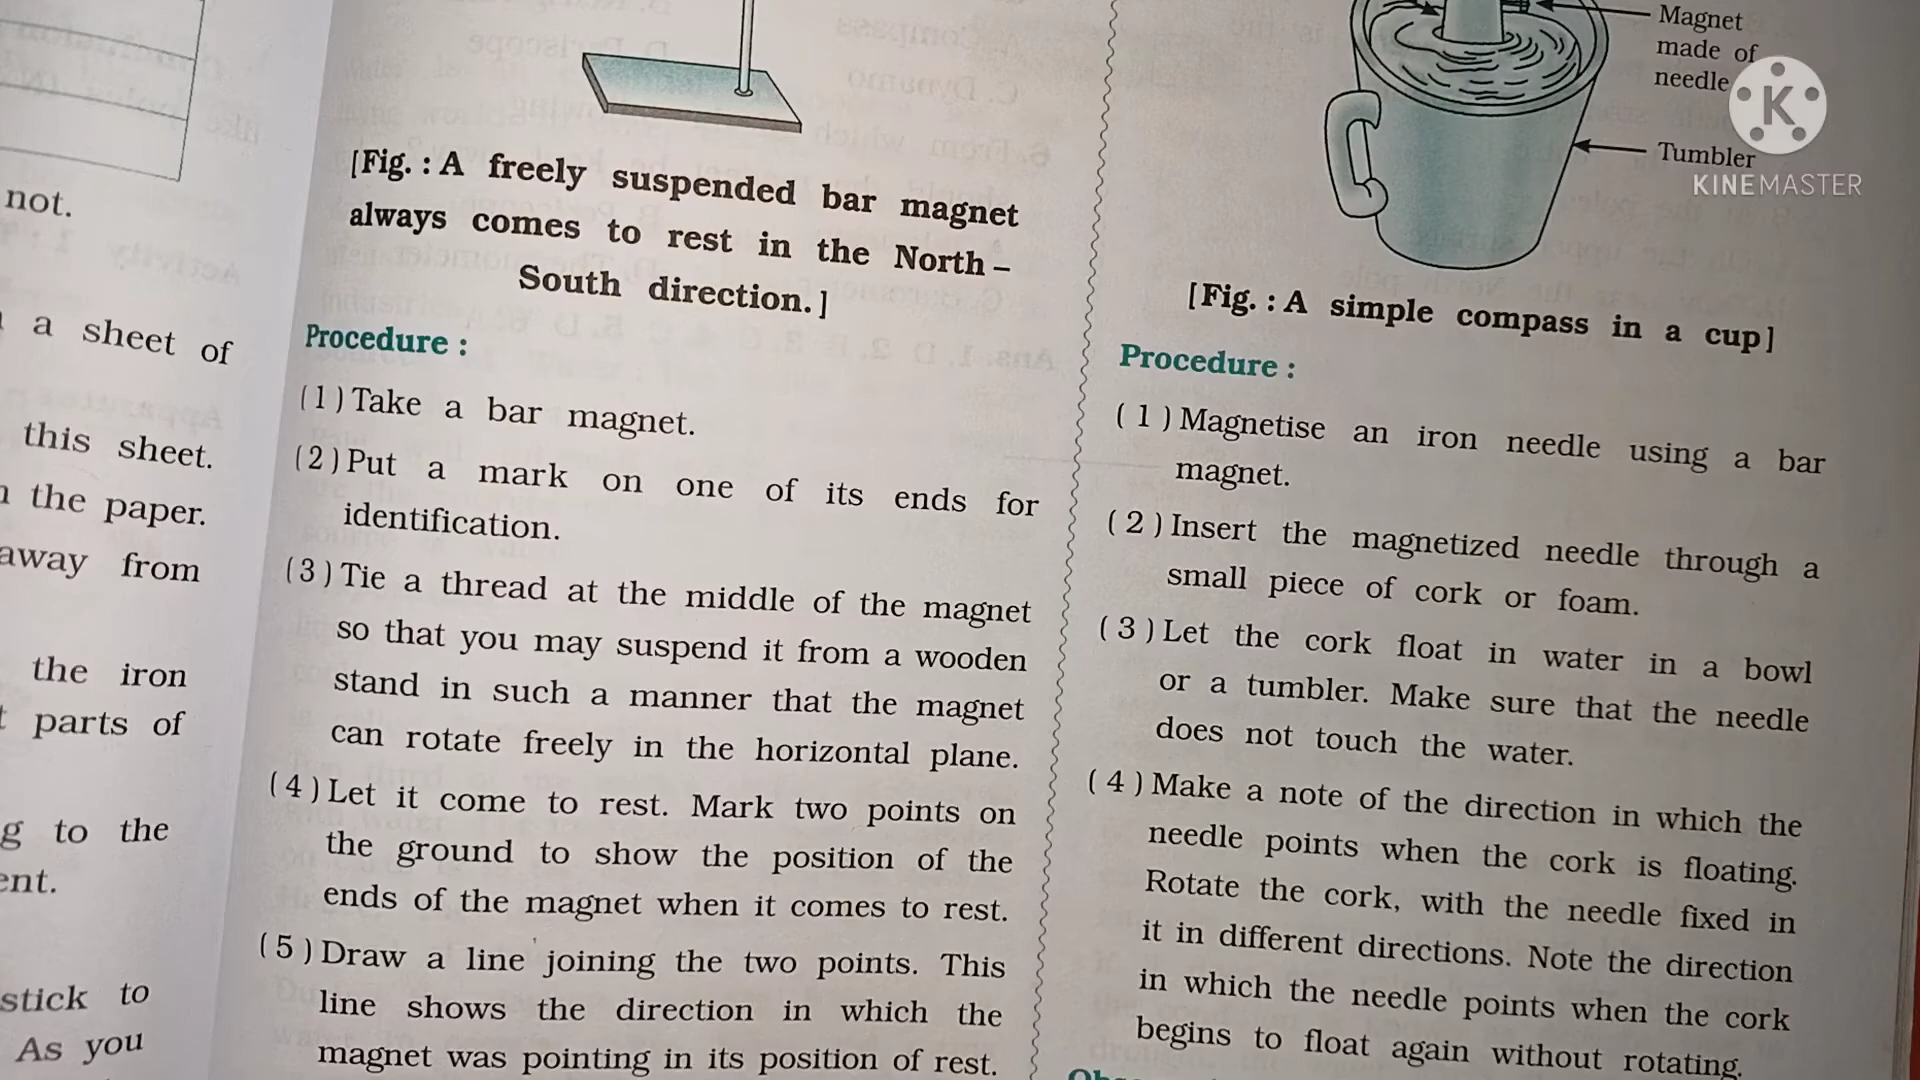 not.
a sheet of
this sheet.
the paper.
away from
the iron
parts of
to the
stick to
As you
[Fig. : A freely suspended bar magnet
always comes to rest in the North –
South direction.]
Procedure :
(1) Take a bar magnet.
(2) Put a mark on one of its ends for
identification.
(3) Tie a thread at the middle of the magnet
so that you may suspend it from a wooden
stand in such a manner that the magnet
can rotate freely in the horizontal plane.
(4) Let it come to rest. Mark two points on
the ground to show the position of the
ends of the magnet when it comes to rest.
(5) Draw a line joining the two points. This
line shows the direction in which the
magnet was pointing in its position of rest.
Magnet
made of
needle
Tumbler
K
KINEMASTER
[Fig. : A simple compass in a cup]
Procedure :
(1) Magnetise an iron needle using a bar
magnet.
(2) Insert the magnetized needle through a
small piece of cork or foam.
(3) Let the cork float in water in a bowl
or a tumbler. Make sure that the needle
does not touch the water.
(4) Make a note of the direction in which the
needle points when the cork is floating.
Rotate the cork, with the needle fixed in
it in different directions. Note the direction
in which the needle points when the cork
begins to float again without rotating.